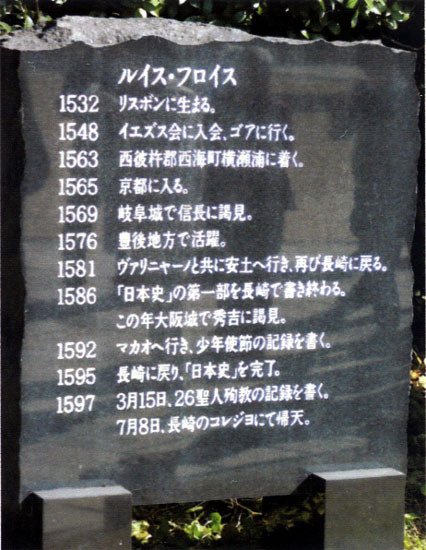 ルイス・フロイス
1532 リスボンに生まる。
1548 イエズス会に入会、ゴアに行く。
1563 西彼杵郡西海町横瀬浦に着く。
1565 京都に入る。
1569 岐阜城で信長に謁見。
1576 豊後地方で活躍。
1581 ヴァリニャーノと共に安土へ行き、再び長崎に戻る。
1586 「日本史」の第一部を長崎で書き終わる。
この年大阪城で秀吉に謁見。
1592 マカオへ行き、少年使節の記録を書く。
1595 長崎に戻り、「日本史」を完了。
1597 3月15日、26聖人殉教の記録を書く。
7月8日、長崎のコレジヨにて帰天。